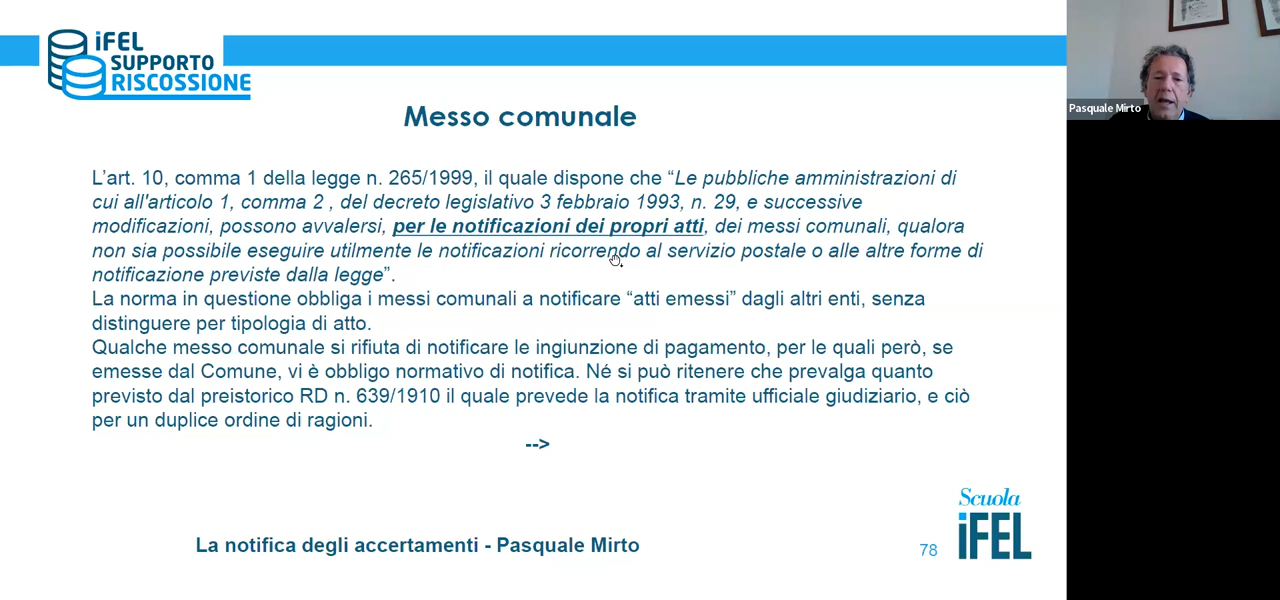 iFEL
SUPPORTO
RISCOSSIONE
Messo comunale
Pasquale Mirto
L’art. 10, comma 1 della legge n. 265/1999, il quale dispone che “Le pubbliche amministrazioni di
cui all'articolo 1, comma 2 , del decreto legislativo 3 febbraio 1993, n. 29, e successive
modificazioni, possono avvalersi, per le notificazioni dei propri atti, dei messi comunali, qualora
non sia possibile eseguire utilmente le notificazioni ricorrendo al servizio postale o alle altre forme di
notificazione previste dalla legge”.
La norma in questione obbliga i messi comunali a notificare “atti emessi” dagli altri enti, senza
distinguere per tipologia di atto.
Qualche messo comunale si rifiuta di notificare le ingiunzione di pagamento, per le quali però, se
emesse dal Comune, vi è obbligo normativo di notifica. Né si può ritenere che prevalga quanto
previsto dal preistorico RD n. 639/1910 il quale prevede la notifica tramite ufficiale giudiziario, e ciò
per un duplice ordine di ragioni.
-->
La notifica degli accertamenti - Pasquale Mirto
78
Scuola
iFEL